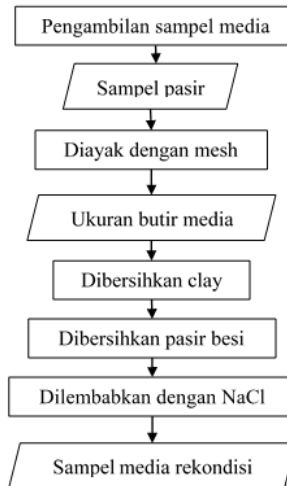 Pengambilan sampel media
Sampel pasir
Diayak dengan mesh
Ukuran butir media
Dibersihkan clay
Dibersihkan pasir besi
Dilembabkan dengan NaCl
Sampel media rekondisi